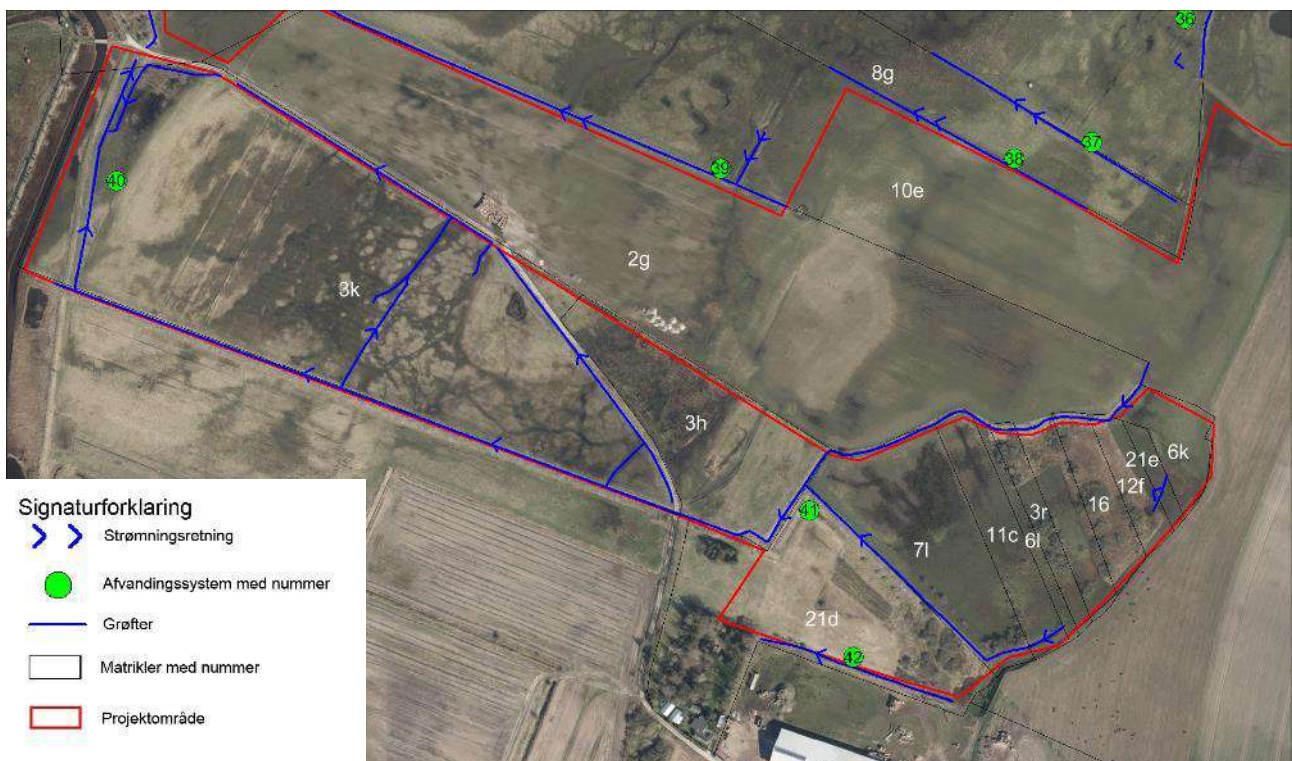 36
8g
37
38
39
10e
40
2g
3k
3h
6k
21e
12f
16
3r
6l
11c
7l
41
21d
42
Signaturforklaring
Strømningsretning
Afvandingssystem med nummer
Grøfter
Matrikler med nummer
Projektområde